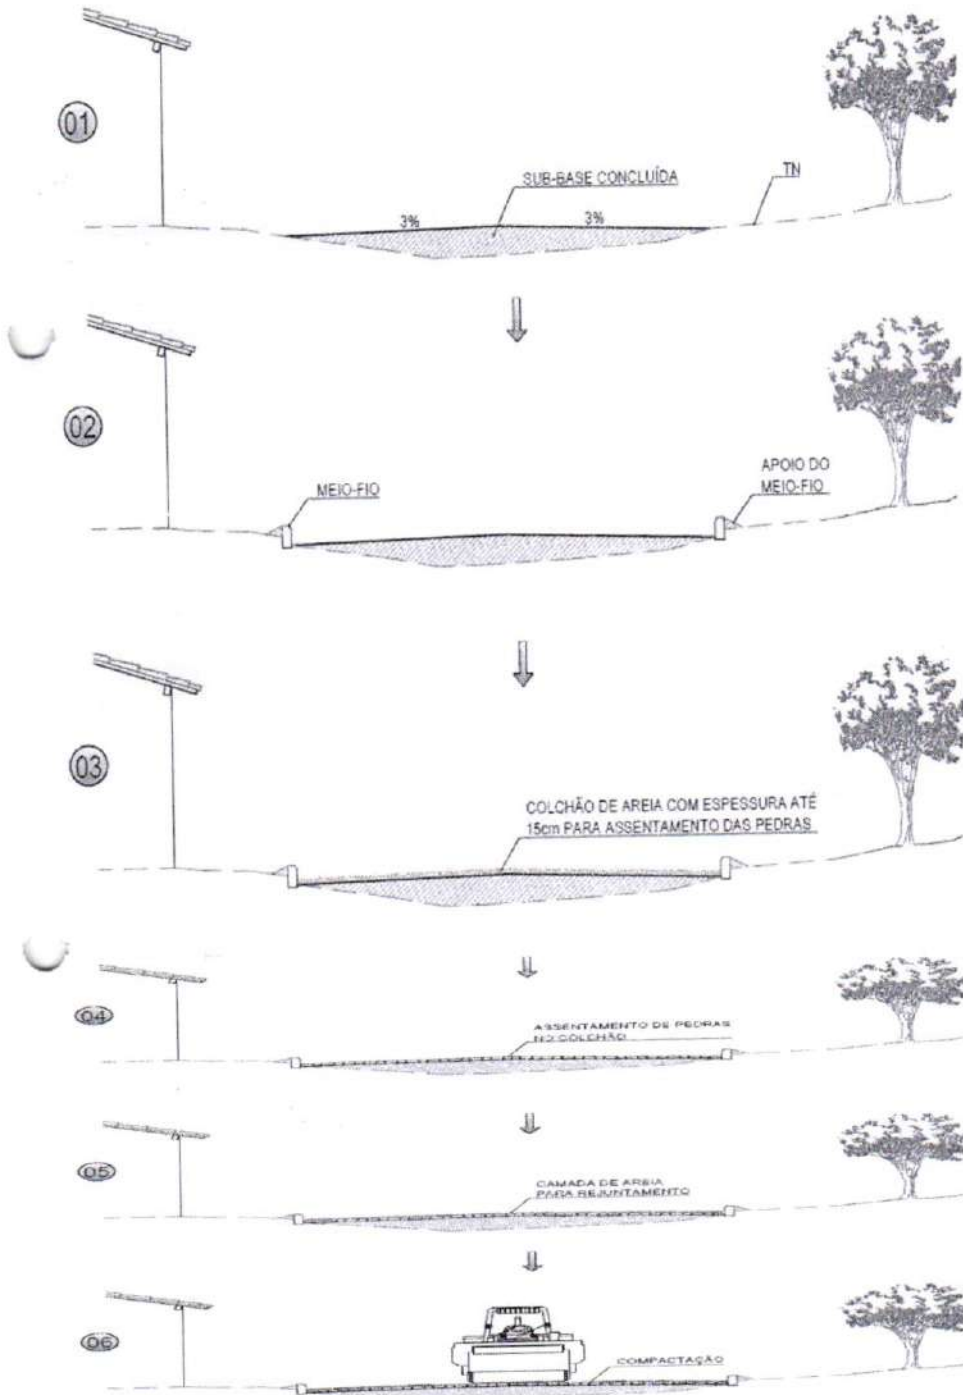 01
SUB-BASE CONCLUÍDA
TN
3%
3%
02
MEIO-FIO
APOIO DO
MEIO-FIO
03
COLCHÃO DE AREIA COM ESPESSURA ATÉ
15cm PARA ASSENTAMENTO DAS PEDRAS
04
ASSENTAMENTO DE PEDRAS
NO COLCHÃO
05
CAMADA DE AREIA
PARA REJUNTAMENTO
06
COMPACTAÇÃO